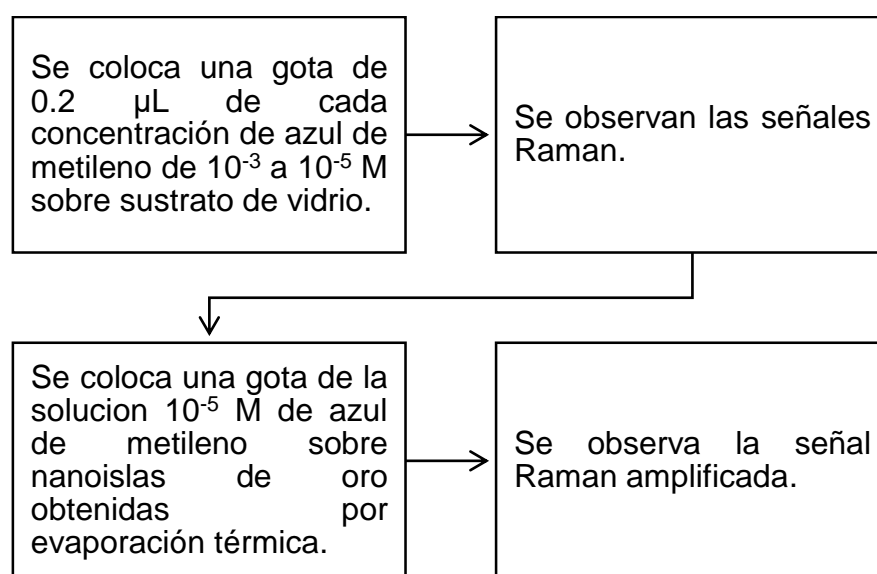 Se coloca una gota de
0.2 µL de cada
concentración de azul de
metileno de 10⁻³ a 10⁻⁵ M
sobre sustrato de vidrio.
Se observan las señales
Raman.
Se coloca una gota de la
solucion 10⁻⁵ M de azul
de metileno sobre
nanoislas de oro
obtenidas por
evaporación térmica.
Se observa la señal
Raman amplificada.